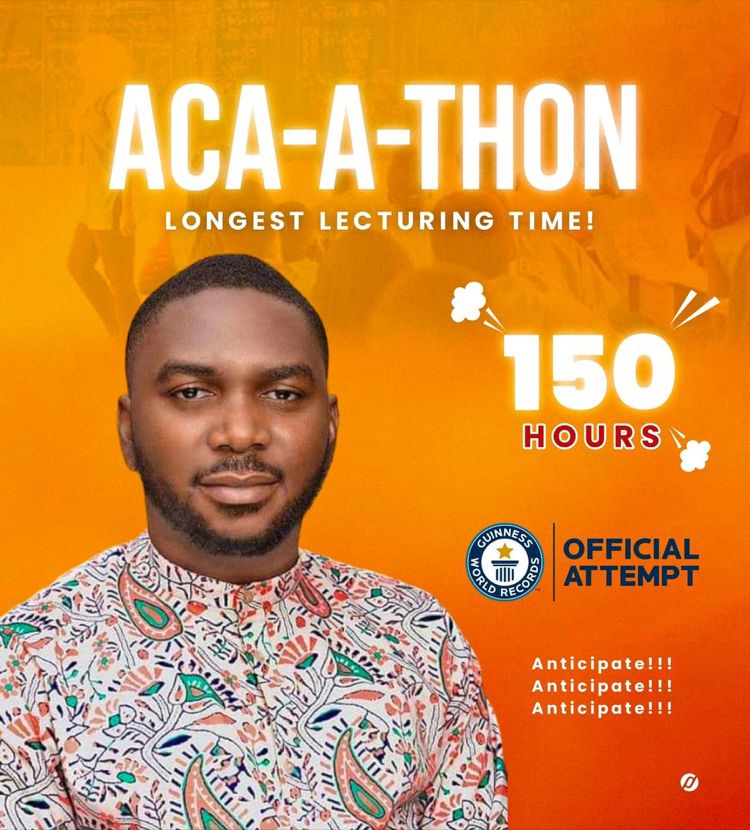 ACA-A-THON
LONGEST LECTURING TIME!
150
HOURS
GUINNESS
WORLD RECORDS
OFFICIAL
ATTEMPT
Anticipate!!!
Anticipate!!!
Anticipate!!!